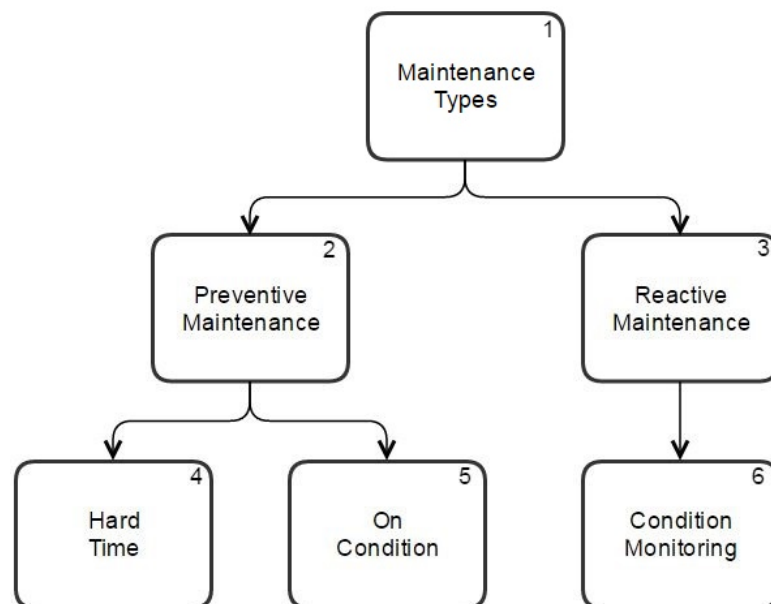 1
Maintenance
Types
2
Preventive
Maintenance
3
Reactive
Maintenance
4
Hard
Time
5
On
Condition
6
Condition
Monitoring